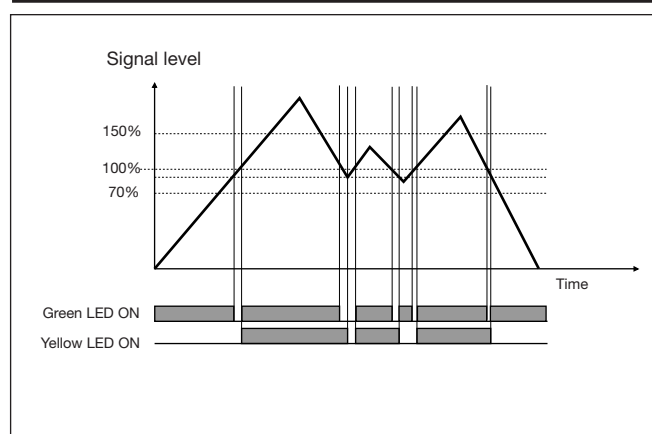 Signal level
150%
100%
70%
Time
Green LED ON
Yellow LED ON